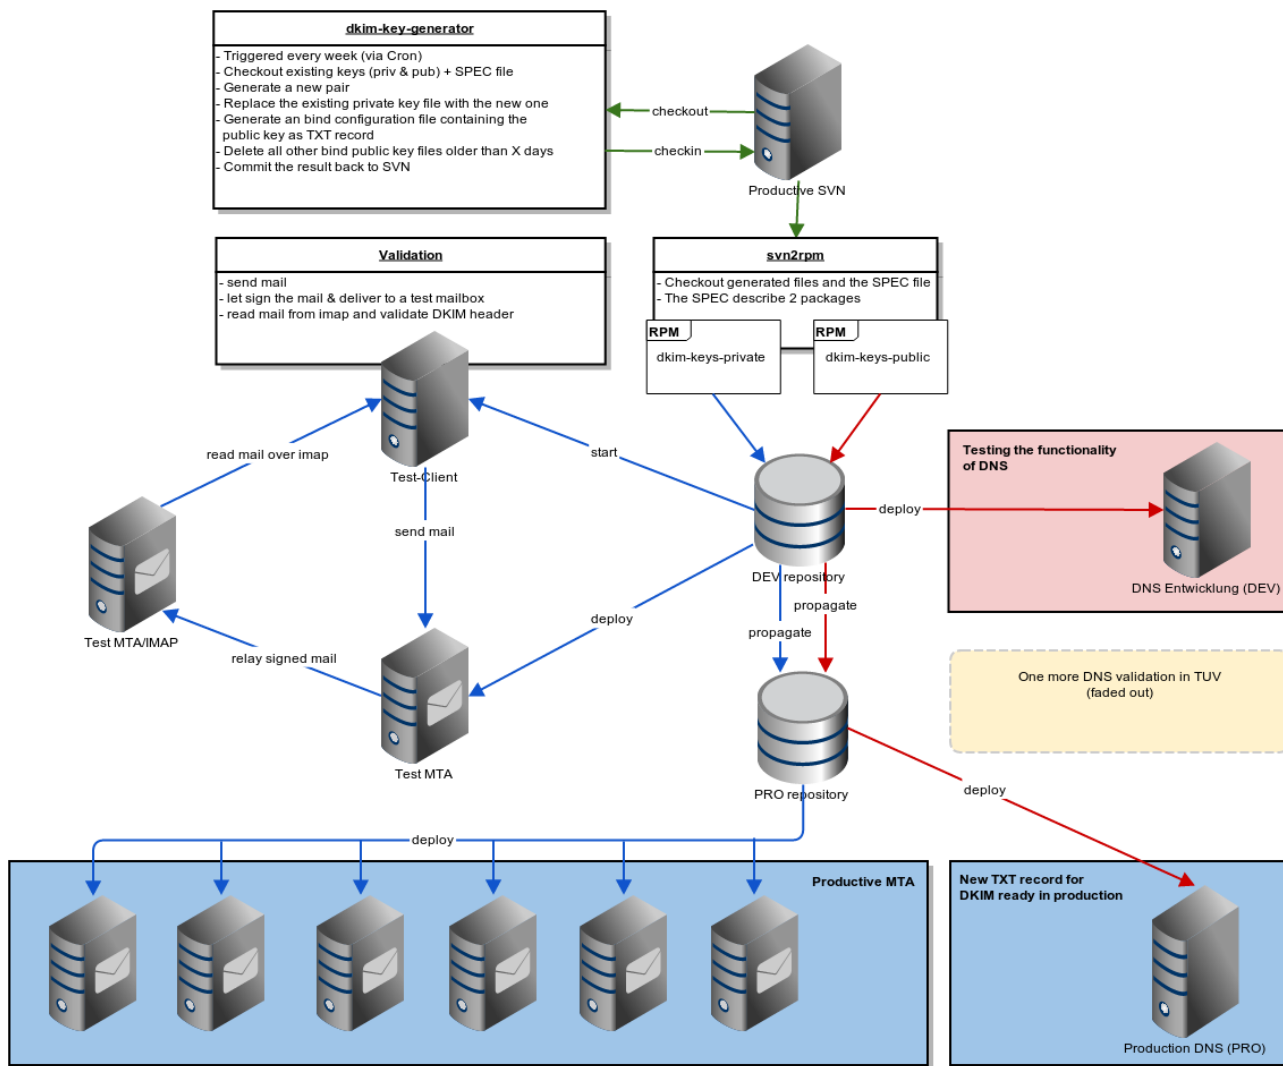 dkim-key-generator
- Triggered every week (via Cron)
- Checkout existing keys (priv & pub) + SPEC file
- Generate a new pair
- Replace the existing private key file with the new one
- Generate an bind configuration file containing the
public key as TXT record
- Delete all other bind public key files older than X days
- Commit the result back to SVN
checkout
checkin
Productive SVN
Validation
- send mail
- let sign the mail & deliver to a test mailbox
- read mail from imap and validate DKIM header
svn2rpm
- Checkout generated files and the SPEC file
- The SPEC describe 2 packages
RPM
dkim-keys-private
RPM
dkim-keys-public
read mail over imap
Test-Client
start
send mail
Test MTA/IMAP
relay signed mail
Test MTA
deploy
DEV repository
deploy
Testing the functionality
of DNS
DNS Entwicklung (DEV)
propagate
propagate
One more DNS validation in TUV
(faded out)
PRO repository
deploy
deploy
Productive MTA
New TXT record for
DKIM ready in production
Production DNS (PRO)